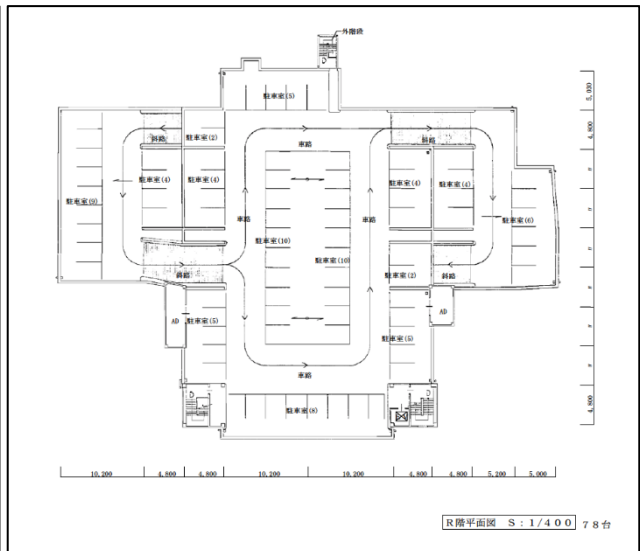 外階段
D
駐車室(5)
5,000
斜路
駐車室(2)
車路
斜路
4,800
駐車室(4)
駐車室(4)
駐車室(4)
駐車室(4)
〃
駐車室(9)
駐車室(6)
車路
車路
〃
駐車室(10)
駐車室(10)
斜路
駐車室(2)
斜路
〃
AD
駐車室(5)
駐車室(5)
AD
〃
車路
〃
D
D
駐車室(8)
4,800
10,200 4,800 4,800 10,200 10,200 4,800 4,800 5,200 5,000
R階平面図 S:1/400 78台